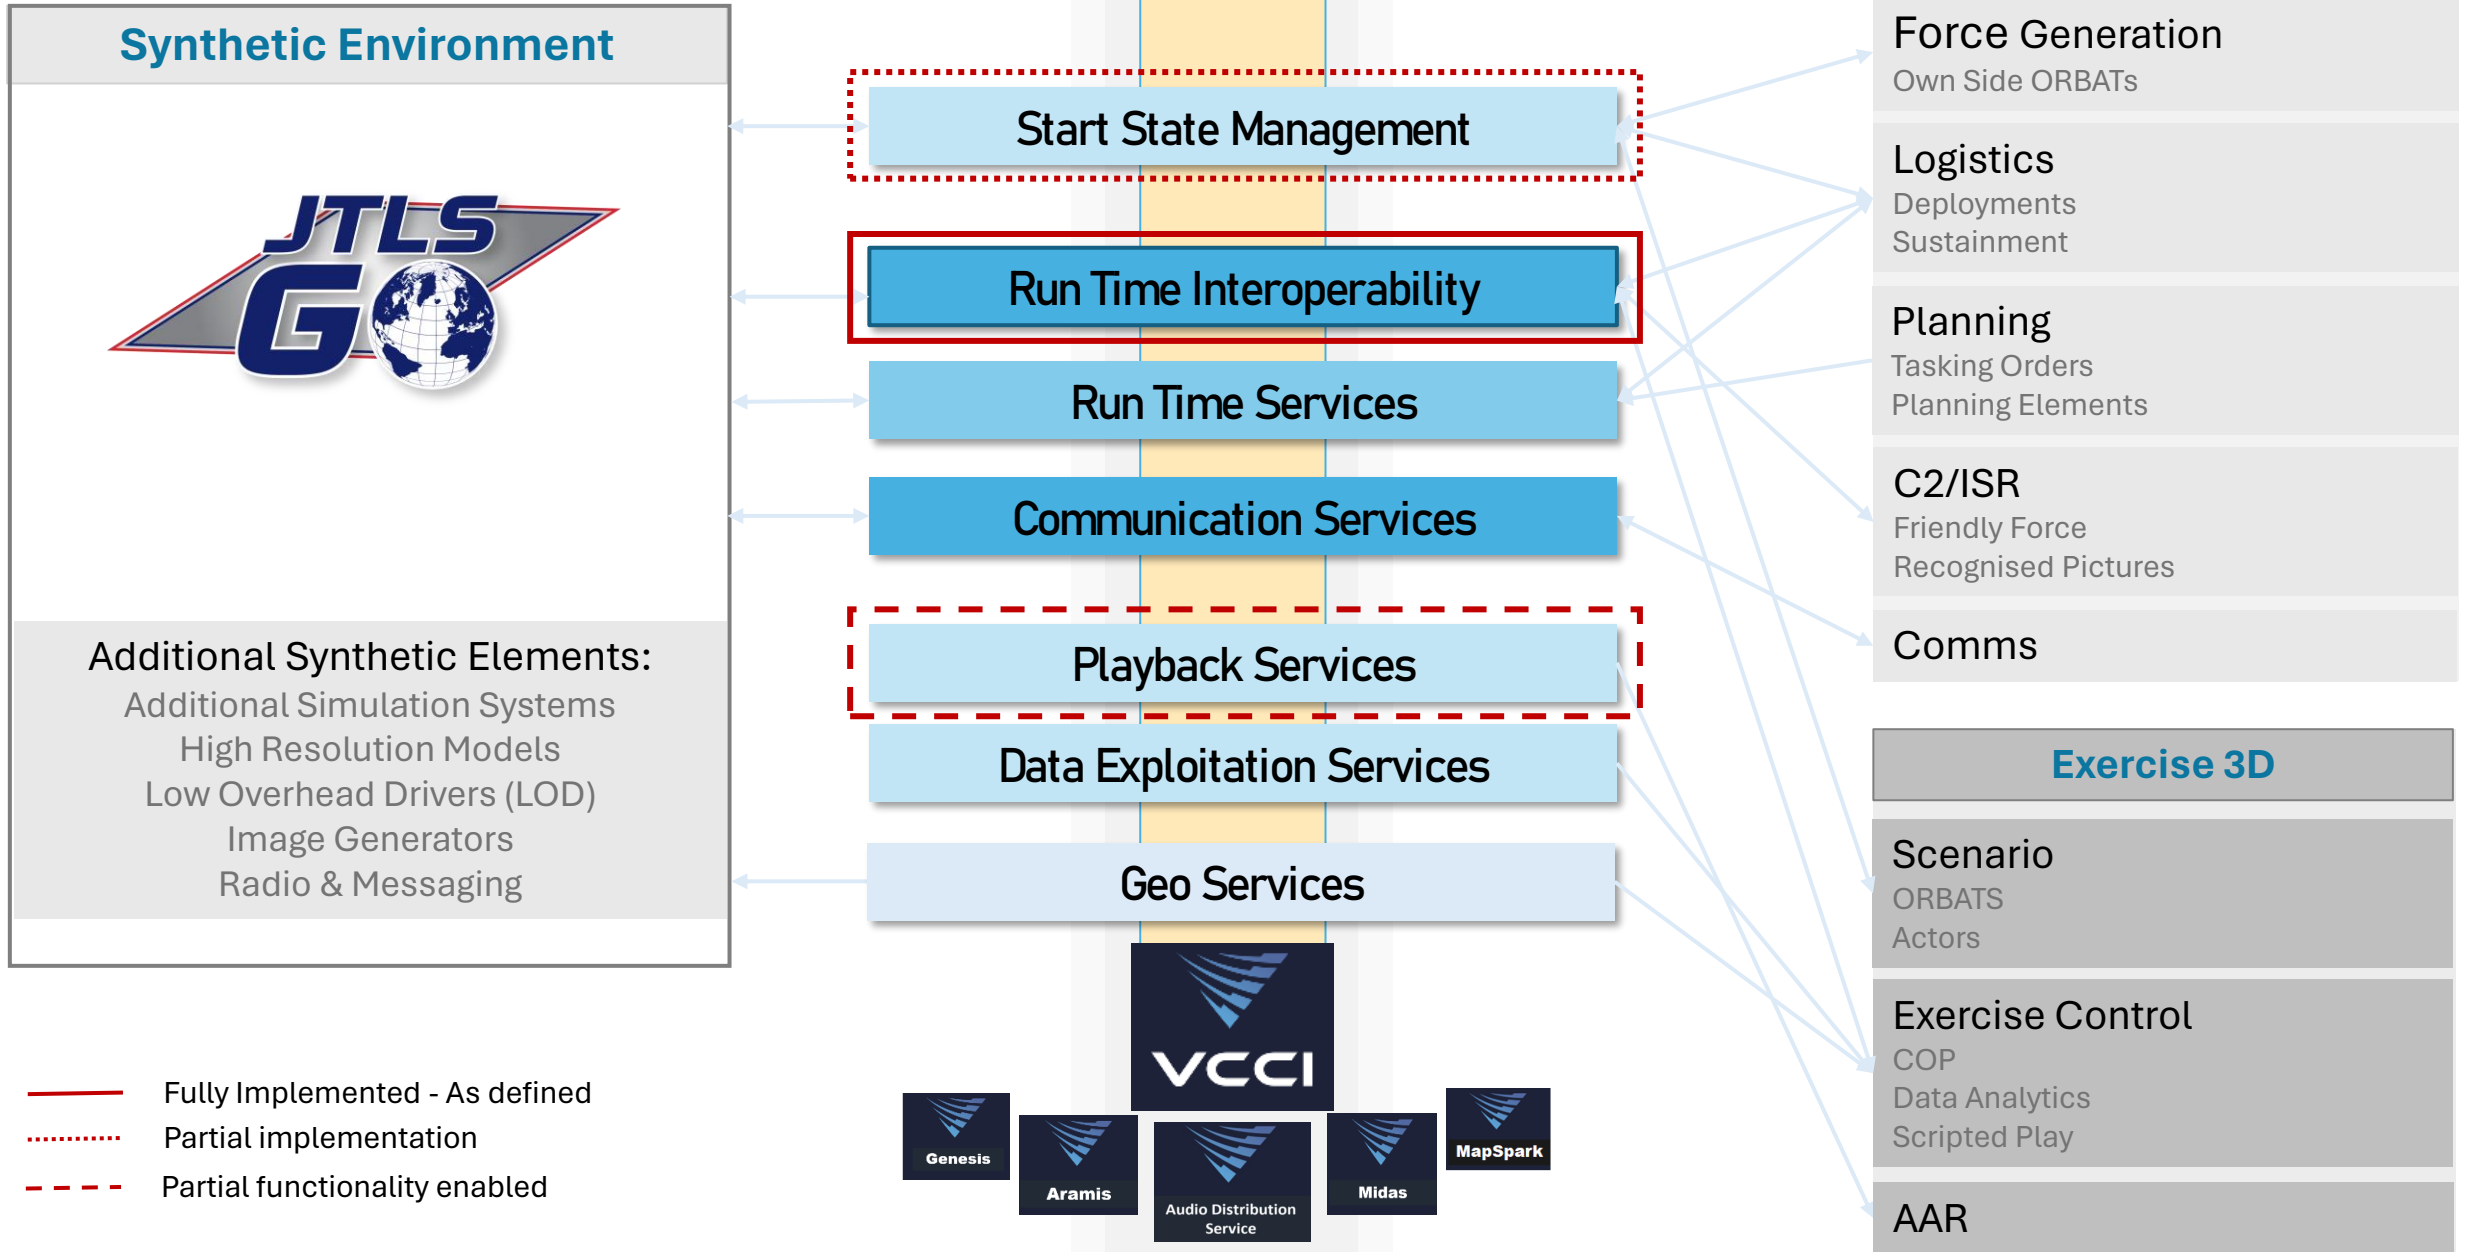 Synthetic Environment
JTLS
GO
Additional Synthetic Elements:
Additional Simulation Systems
High Resolution Models
Low Overhead Drivers (LOD)
Image Generators
Radio & Messaging
Fully Implemented - As defined
Partial implementation
Partial functionality enabled
Start State Management
Run Time Interoperability
Run Time Services
Communication Services
Playback Services
Data Exploitation Services
Geo Services
VCCI
Genesis
Aramis
Audio Distribution
Service
Midas
MapSpark
Force Generation
Own Side ORBATs
Logistics
Deployments
Sustainment
Planning
Tasking Orders
Planning Elements
C2/ISR
Friendly Force
Recognised Pictures
Comms
Exercise 3D
Scenario
ORBATS
Actors
Exercise Control
COP
Data Analytics
Scripted Play
AAR